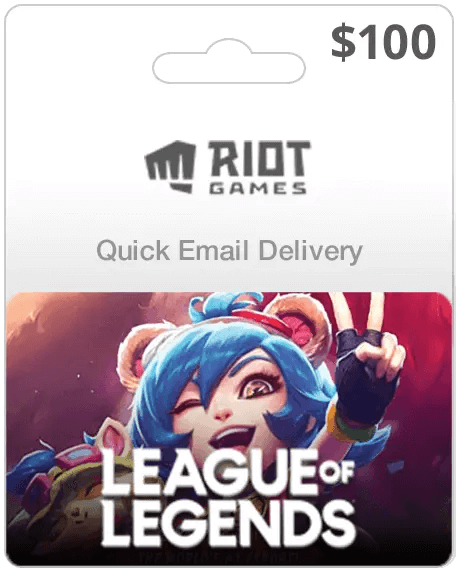 $100
RIOT
GAMES
Quick Email Delivery
LEAGUE OF
LEGENDS